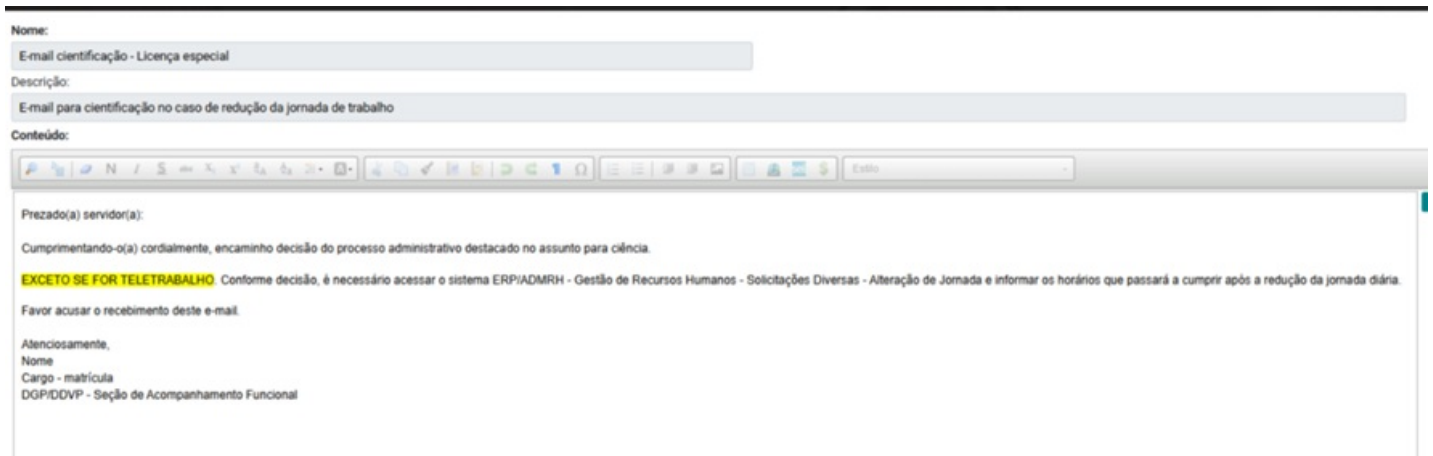 Nome:
E-mail cientificação - Licença especial
Descrição:
E-mail para cientificação no caso de redução da jornada de trabalho
Conteúdo:
N I S abc X₁ x¹ Ω $ Estilo
Prezado(a) servidor(a):
Cumprimentando-o(a) cordialmente, encaminho decisão do processo administrativo destacado no assunto para ciência.
EXCETO SE FOR TELETRABALHO. Conforme decisão, é necessário acessar o sistema ERP/ADMRH - Gestão de Recursos Humanos - Solicitações Diversas - Alteração de Jornada e informar os horários que passará a cumprir após a redução da jornada diária.
Favor acusar o recebimento deste e-mail.
Atenciosamente,
Nome
Cargo - matrícula
DGP/DDVP - Seção de Acompanhamento Funcional